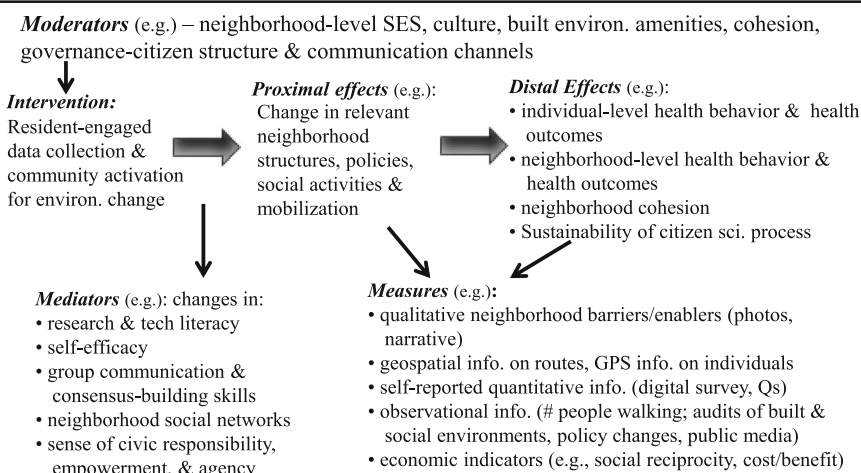 Moderators (e.g.) – neighborhood-level SES, culture, built environ. amenities, cohesion,
governance-citizen structure & communication channels
Intervention:
Resident-engaged
data collection &
community activation
for environ. change
Proximal effects (e.g.):
Change in relevant
neighborhood
structures, policies,
social activities &
mobilization
Distal Effects (e.g.):
• individual-level health behavior & health
outcomes
• neighborhood-level health behavior &
health outcomes
• neighborhood cohesion
• Sustainability of citizen sci. process
Mediators (e.g.): changes in:
• research & tech literacy
• self-efficacy
• group communication &
consensus-building skills
• neighborhood social networks
• sense of civic responsibility,
empowerment, & agency
Measures (e.g.):
• qualitative neighborhood barriers/enablers (photos,
narrative)
• geospatial info. on routes, GPS info. on individuals
• self-reported quantitative info. (digital survey, Qs)
• observational info. (# people walking; audits of built &
social environments, policy changes, public media)
• economic indicators (e.g., social reciprocity, cost/benefit)